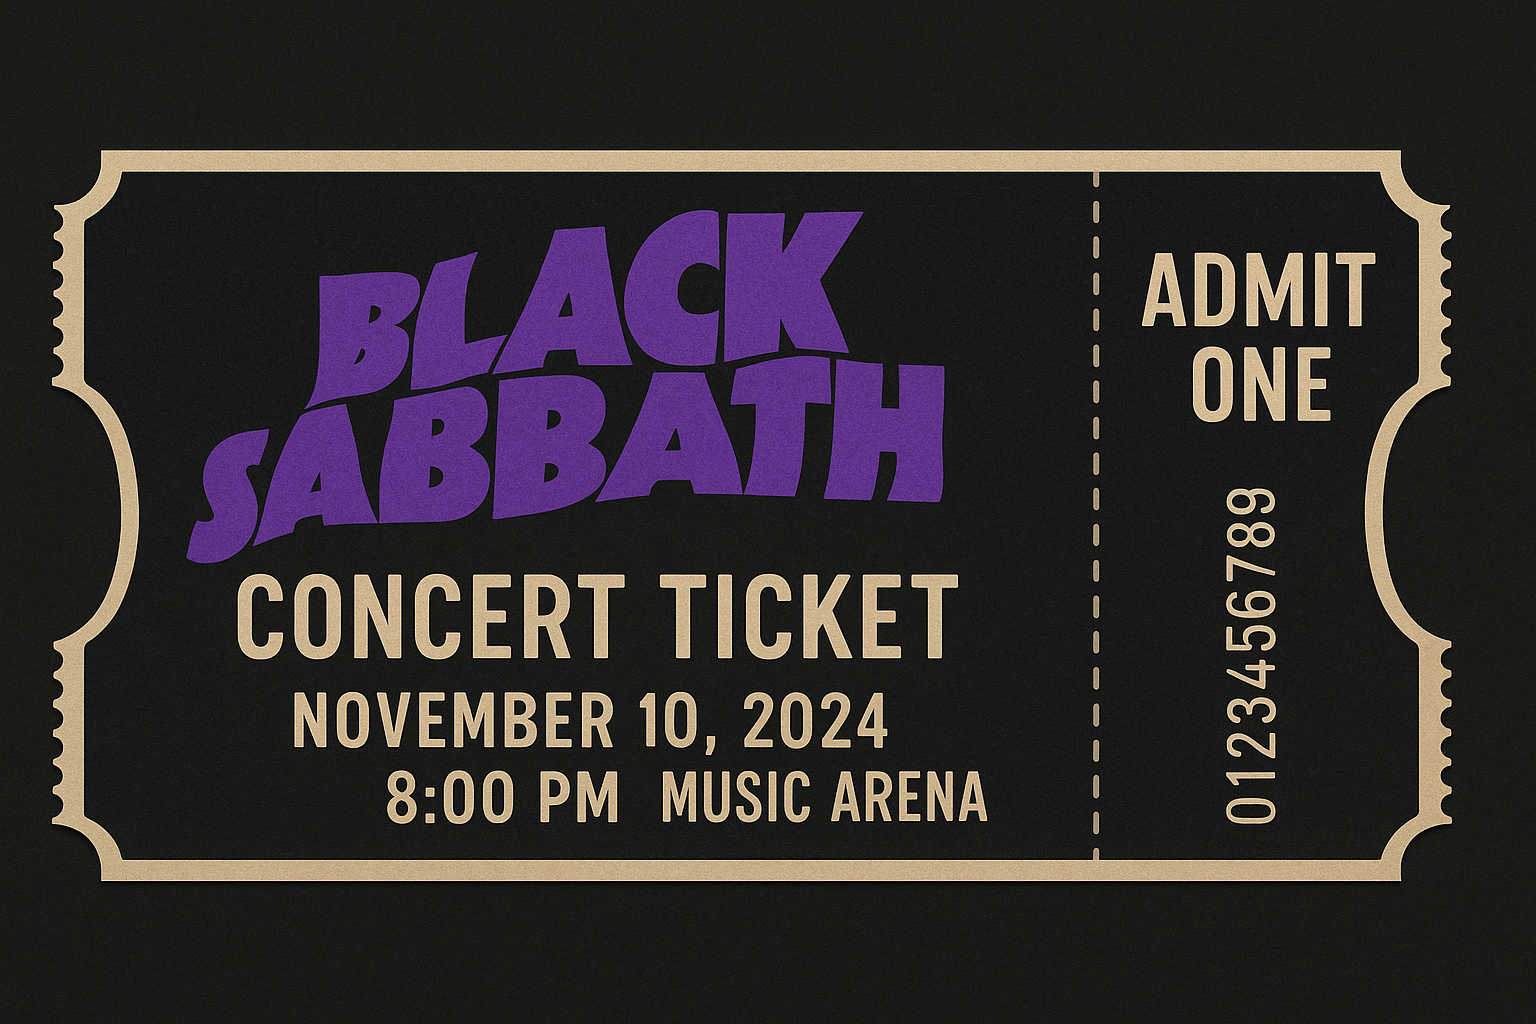 BLACK
SABBATH
CONCERT TICKET
NOVEMBER 10, 2024
8:00 PM MUSIC ARENA
ADMIT
ONE
0123456789